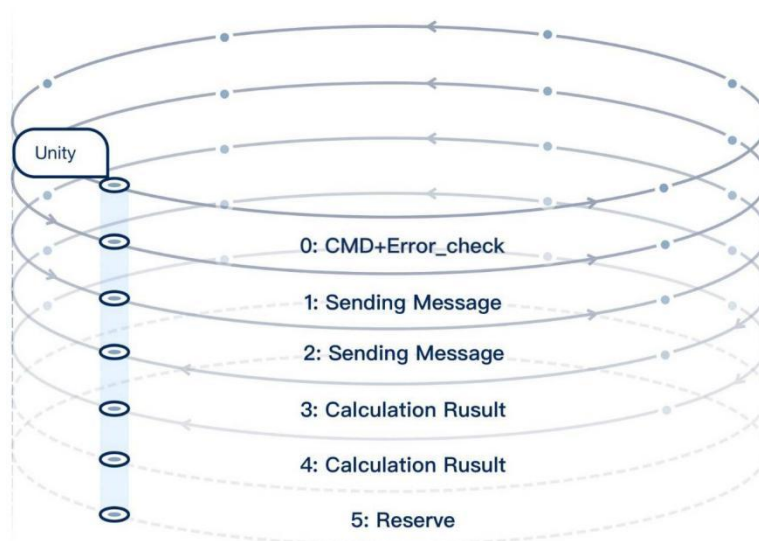 Unity
0: CMD+Error_check
1: Sending Message
2: Sending Message
3: Calculation Rusult
4: Calculation Rusult
5: Reserve